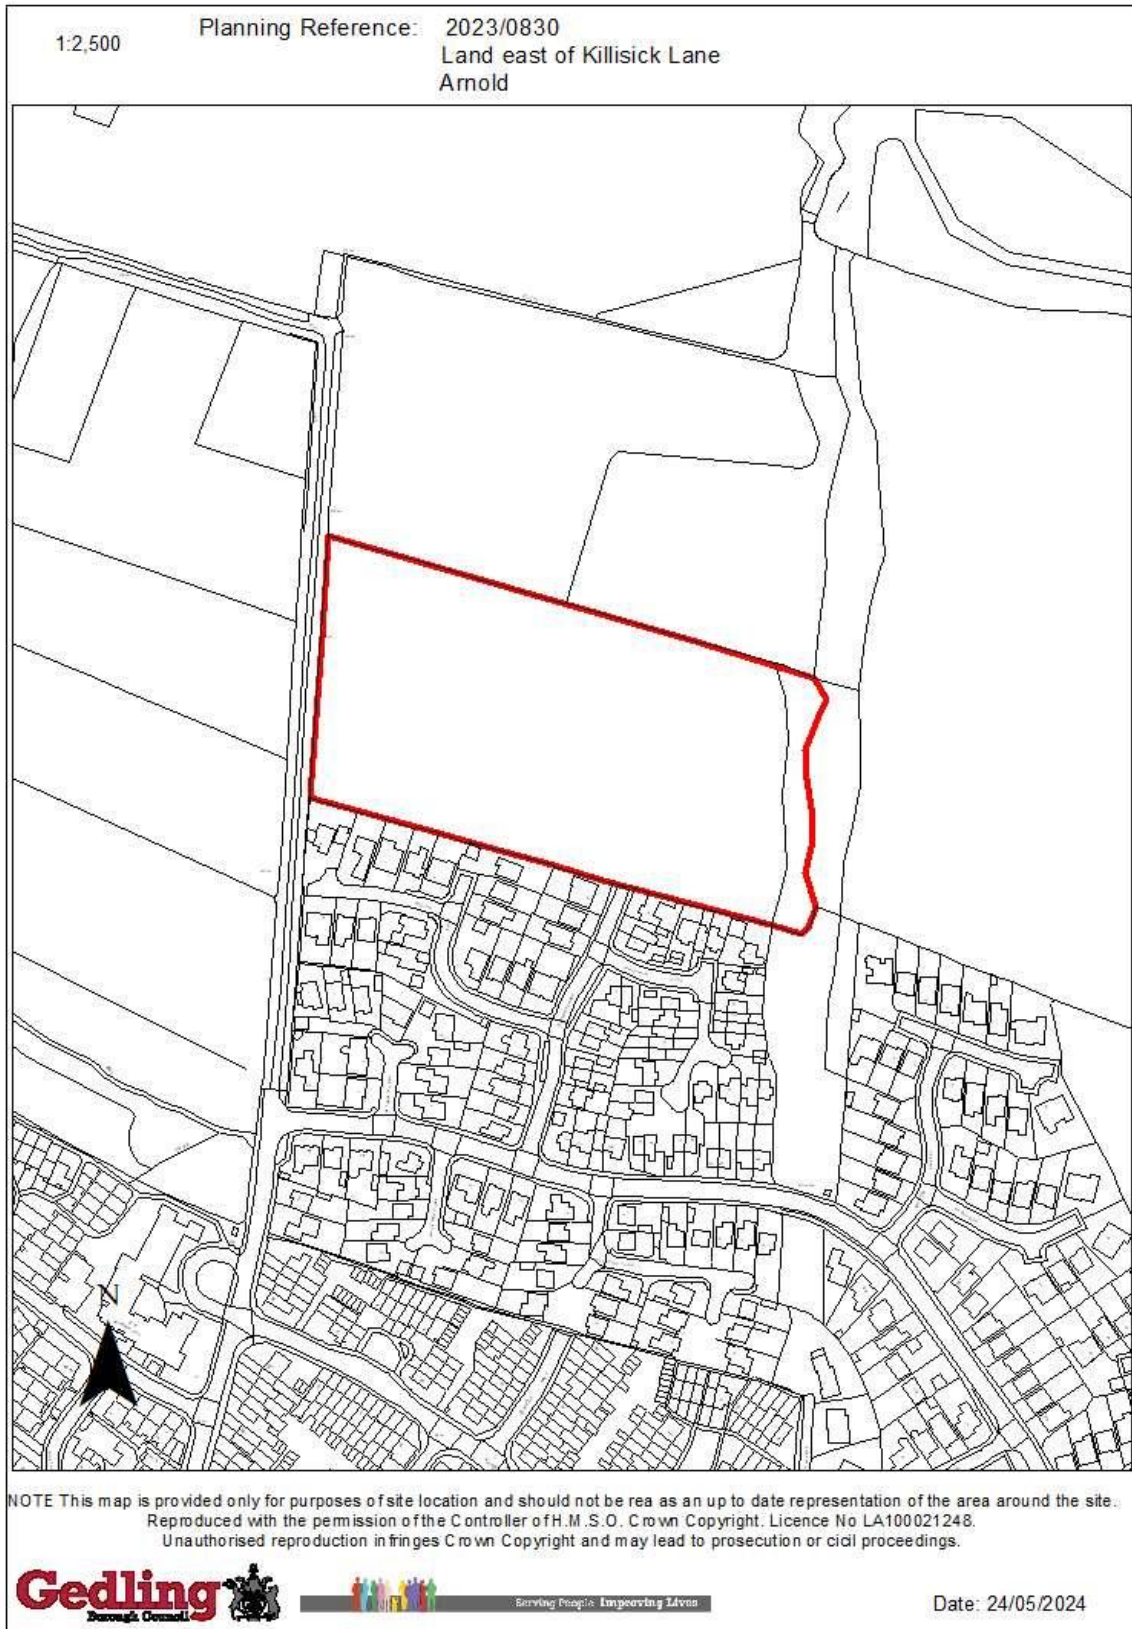 1:2,500
Planning Reference: 2023/0830
Land east of Killisick Lane
Arnold
N
NOTE This map is provided only for purposes of site location and should not be rea as an up to date representation of the area around the site.
Reproduced with the permission of the Controller of H.M.S.O. Crown Copyright. Licence No LA100021248.
Unauthorised reproduction infringes Crown Copyright and may lead to prosecution or cicil proceedings.
Gedling
Borough Council
Serving People Improving Lives
Date: 24/05/2024